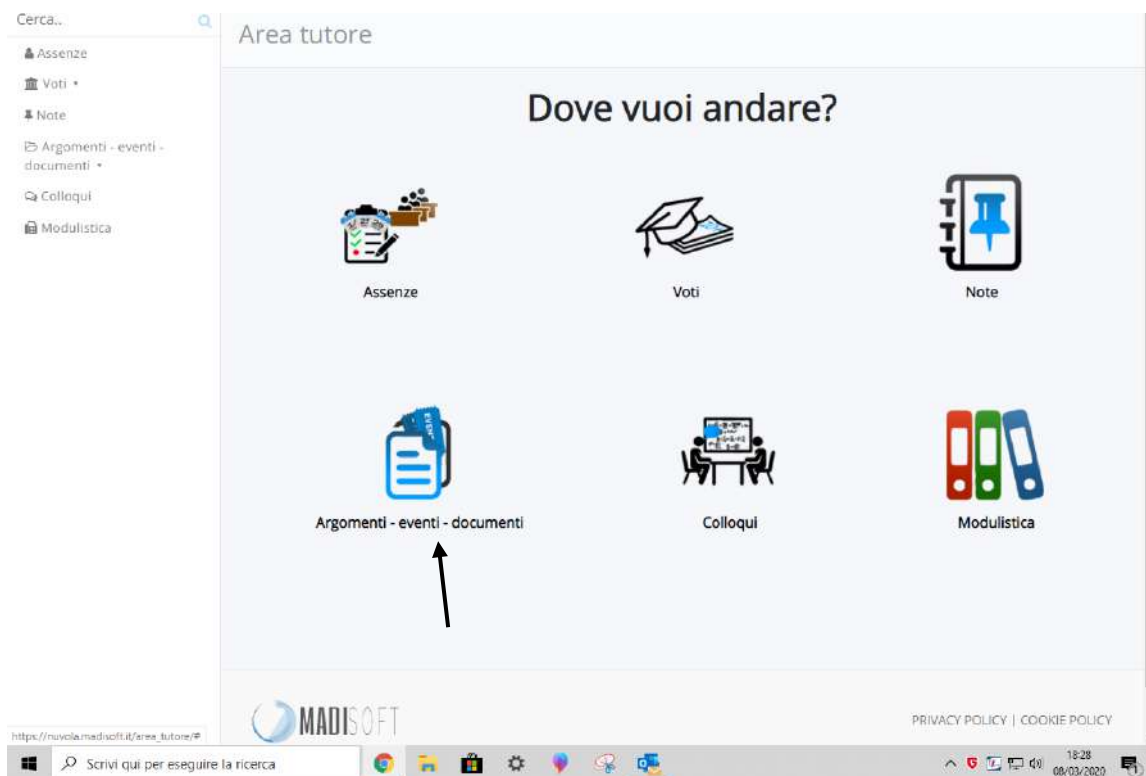 Cerca..
Area tutore
Assenze
Voti
Note
Argomenti - eventi -
documenti
Colloqui
Modulistica
Dove vuoi andare?
Assenze
Voti
Note
EVENT
Argomenti - eventi - documenti
Colloqui
Modulistica
MADISOFT
PRIVACY POLICY | COOKIE POLICY
https://nuvola.madisoft.it/area_tutore/#
Scrivi qui per eseguire la ricerca
18:28
08/03/2020